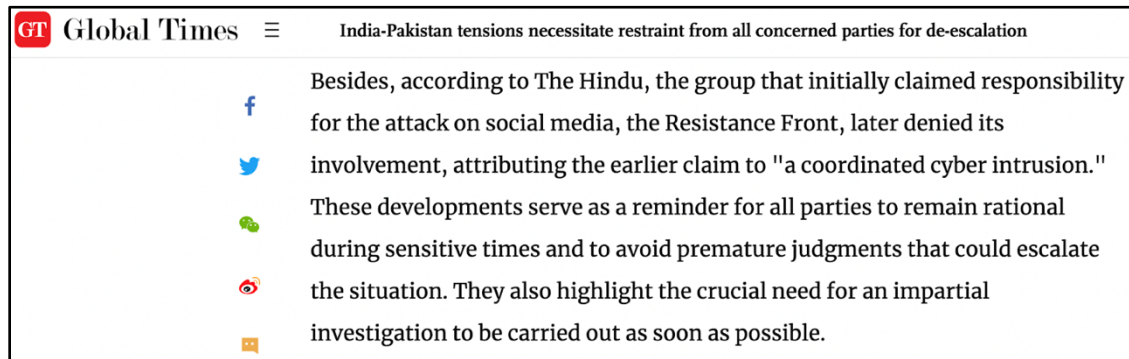 GT Global Times
India-Pakistan tensions necessitate restraint from all concerned parties for de-escalation
Besides, according to The Hindu, the group that initially claimed responsibility
for the attack on social media, the Resistance Front, later denied its
involvement, attributing the earlier claim to "a coordinated cyber intrusion."
These developments serve as a reminder for all parties to remain rational
during sensitive times and to avoid premature judgments that could escalate
the situation. They also highlight the crucial need for an impartial
investigation to be carried out as soon as possible.